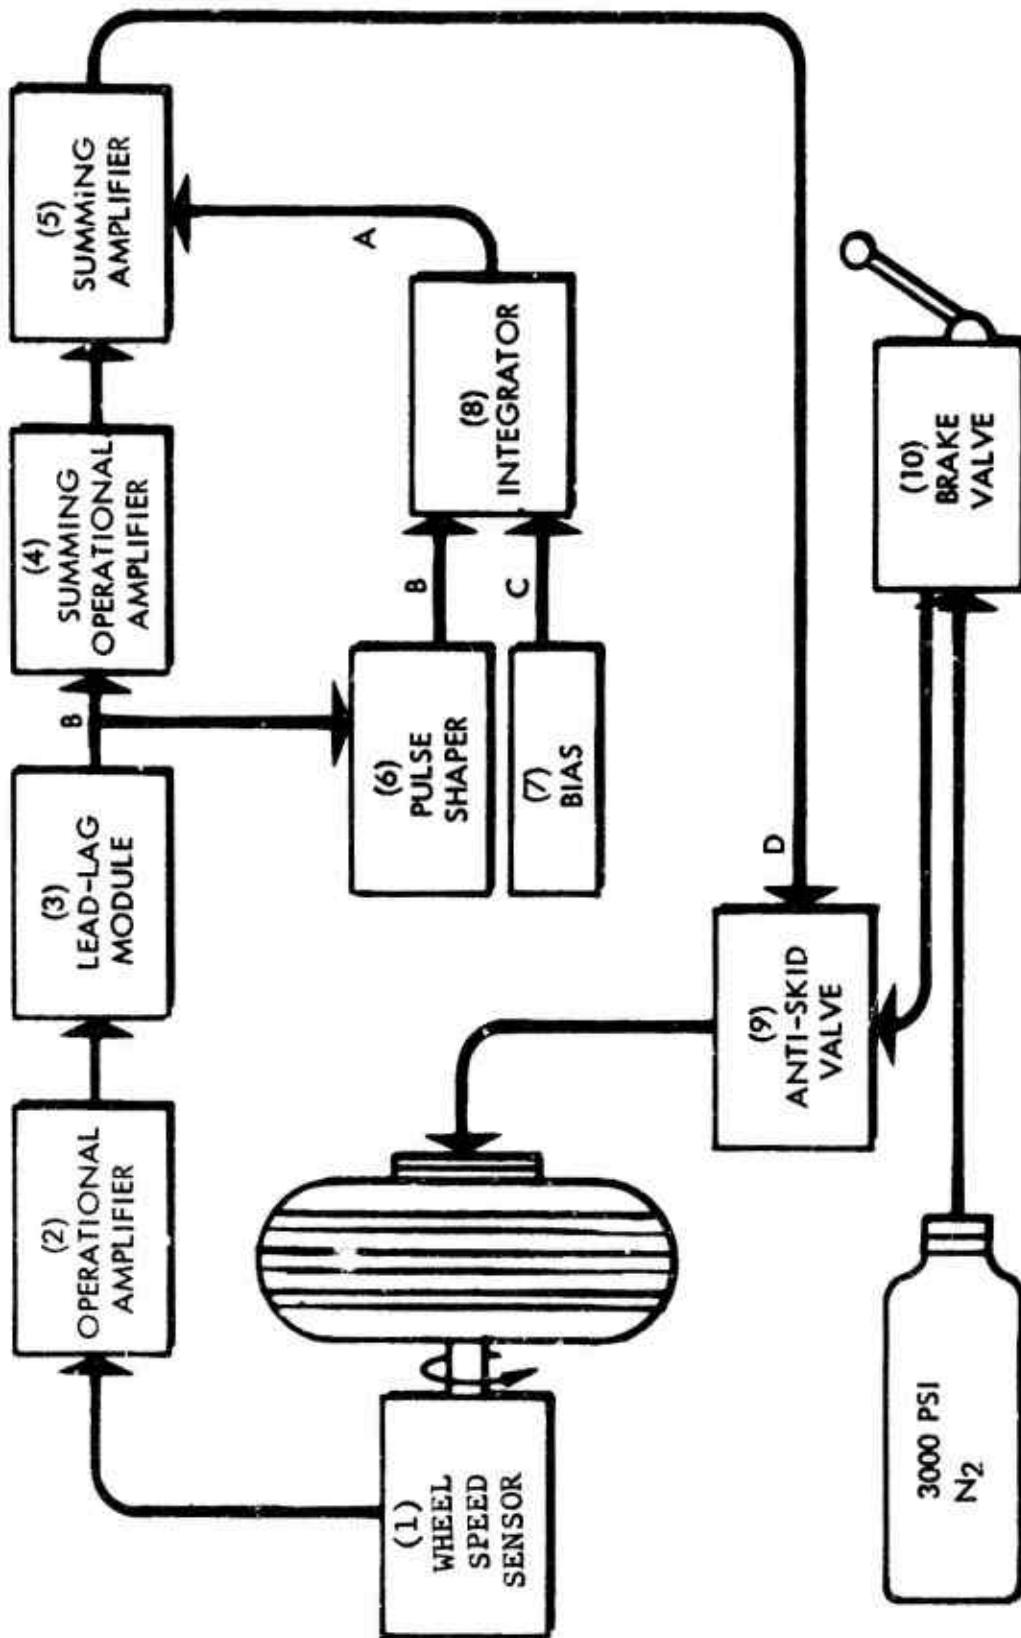 (1)
WHEEL
SPEED
SENSOR
(2)
OPERATIONAL
AMPLIFIER
(3)
LEAD-LAG
MODULE
B
(4)
SUMMING
OPERATIONAL
AMPLIFIER
(5)
SUMMiNG
AMPLIFIER
(6)
PULSE
SHAPER
B
(7)
BIAS
C
(8)
INTEGRATOR
A
D
(9)
ANTI-SKID
VALVE
(10)
BRAKE
VALVE
3000 PSI
N2